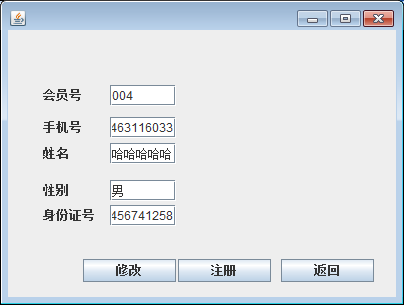 会员号 004
手机号 463116033
姓名 哈哈哈哈哈
性别 男
身份证号 456741258
修改 注册 返回